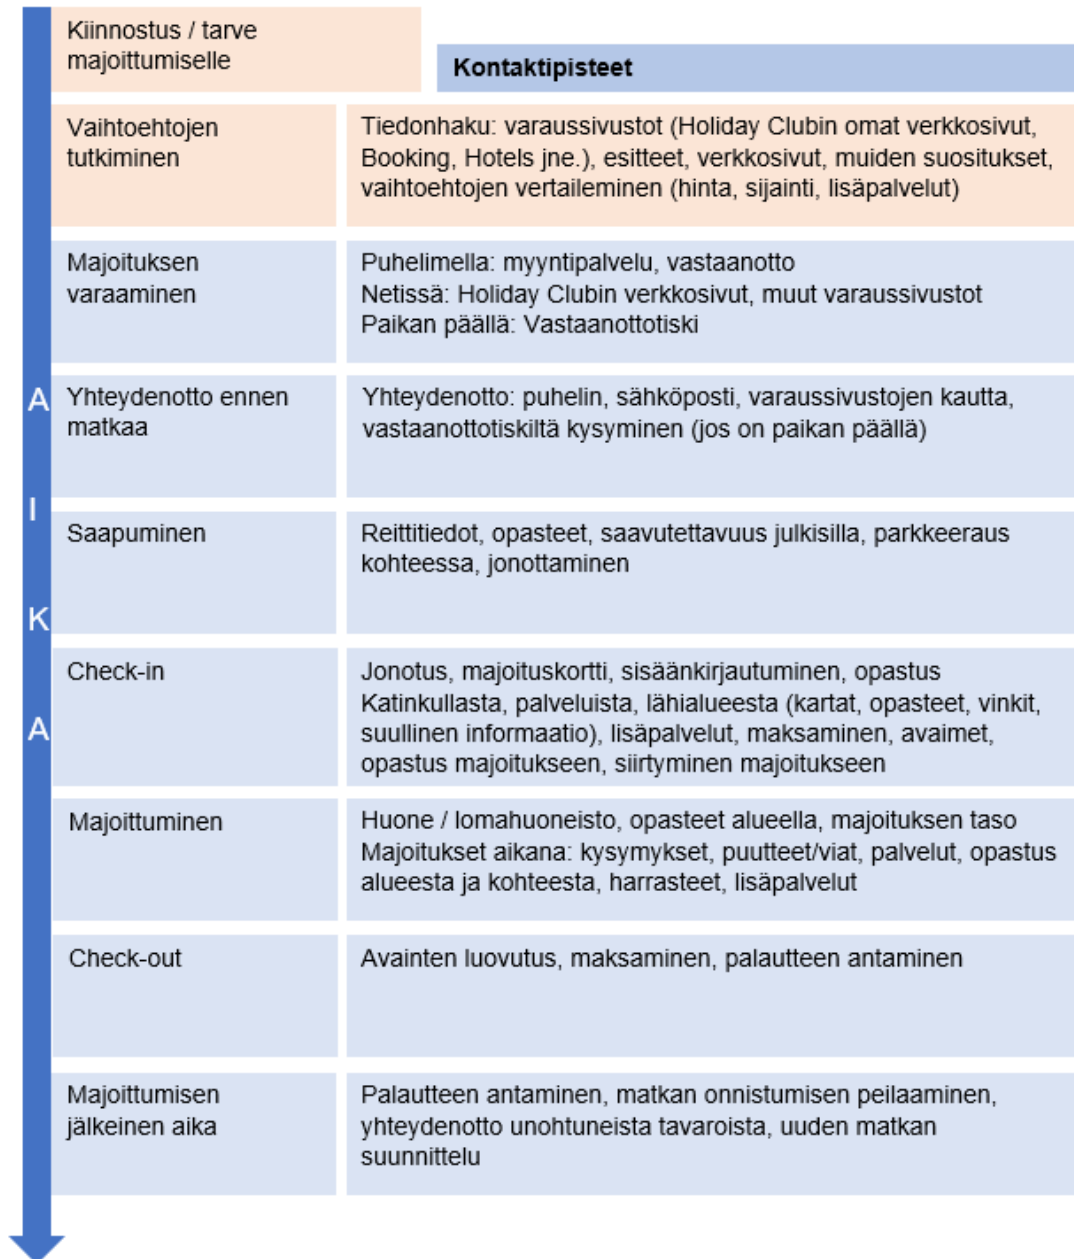 Kiinnostus / tarve
majoittumiselle
Kontaktipisteet
Vaihtoehtojen
tutkiminen
Tiedonhaku: varaussivustot (Holiday Clubin omat verkkosivut,
Booking, Hotels jne.), esitteet, verkkosivut, muiden suositukset,
vaihtoehtojen vertaileminen (hinta, sijainti, lisäpalvelut)
Majoituksen
varaaminen
Puhelimella: myyntipalvelu, vastaanotto
Netissä: Holiday Clubin verkkosivut, muut varaussivustot
Paikan päällä: Vastaanottotiski
Yhteydenotto ennen
matkaa
Yhteydenotto: puhelin, sähköposti, varaussivustojen kautta,
vastaanottotiskiltä kysyminen (jos on paikan päällä)
Saapuminen
Reittitiedot, opasteet, saavutettavuus julkisilla, parkkeeraus
kohteessa, jonottaminen
Check-in
Jonotus, majoituskortti, sisäänkirjautuminen, opastus
Katinkullasta, palveluista, lähialueesta (kartat, opasteet, vinkit,
suullinen informaatio), lisäpalvelut, maksaminen, avaimet,
opastus majoitukseen, siirtyminen majoitukseen
Majoittuminen
Huone / lomahuoneisto, opasteet alueella, majoituksen taso
Majoitukset aikana: kysymykset, puutteet/viat, palvelut, opastus
alueesta ja kohteesta, harrasteet, lisäpalvelut
Check-out
Avainten luovutus, maksaminen, palautteen antaminen
Majoittumisen
jälkeinen aika
Palautteen antaminen, matkan onnistumisen peilaaminen,
yhteydenotto unohtuneista tavaroista, uuden matkan
suunnittelu
A
I
K
A